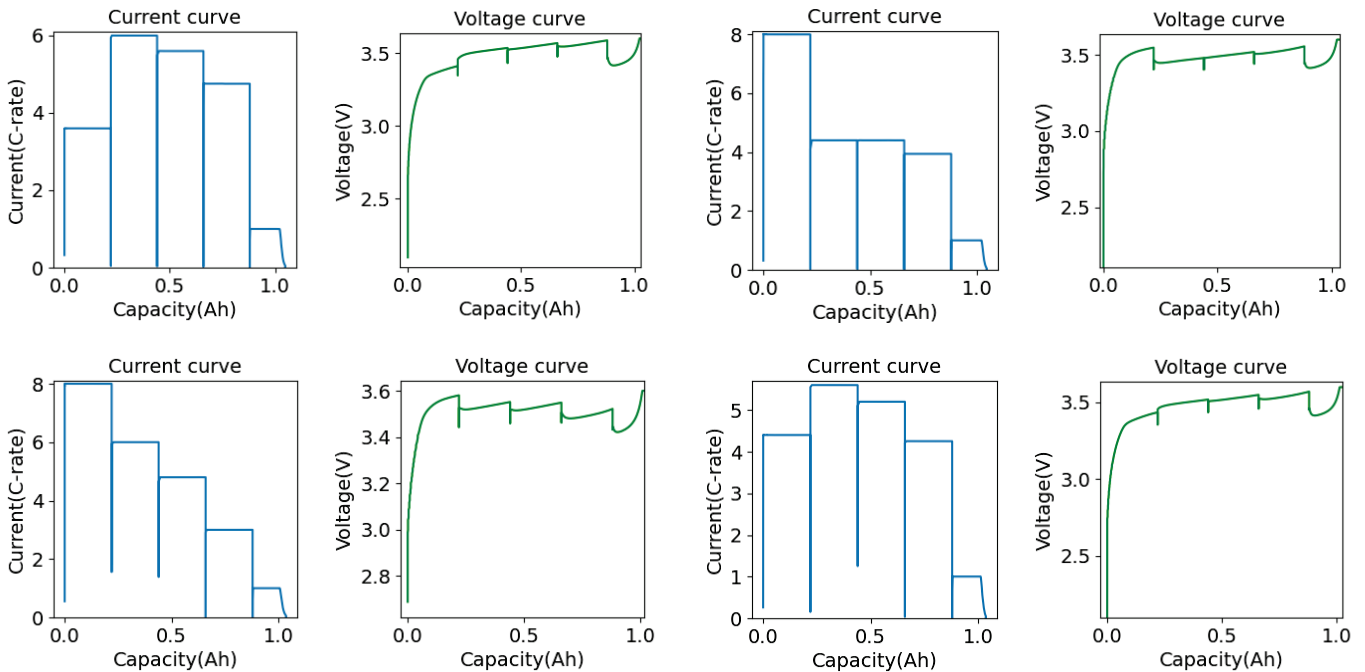 Current curve
Current(C-rate)
6
4
2
0
0.0 0.5 1.0
Capacity(Ah)
Voltage curve
Voltage(V)
3.5
3.0
2.5
0.0 0.5 1.0
Capacity(Ah)
Current curve
Current(C-rate)
8
6
4
2
0
0.0 0.5 1.0
Capacity(Ah)
Voltage curve
Voltage(V)
3.5
3.0
2.5
0.0 0.5 1.0
Capacity(Ah)
Current curve
Current(C-rate)
8
6
4
2
0
0.0 0.5 1.0
Capacity(Ah)
Voltage curve
Voltage(V)
3.6
3.4
3.2
3.0
2.8
0.0 0.5 1.0
Capacity(Ah)
Current curve
Current(C-rate)
5
4
3
2
1
0
0.0 0.5 1.0
Capacity(Ah)
Voltage curve
Voltage(V)
3.5
3.0
2.5
0.0 0.5 1.0
Capacity(Ah)